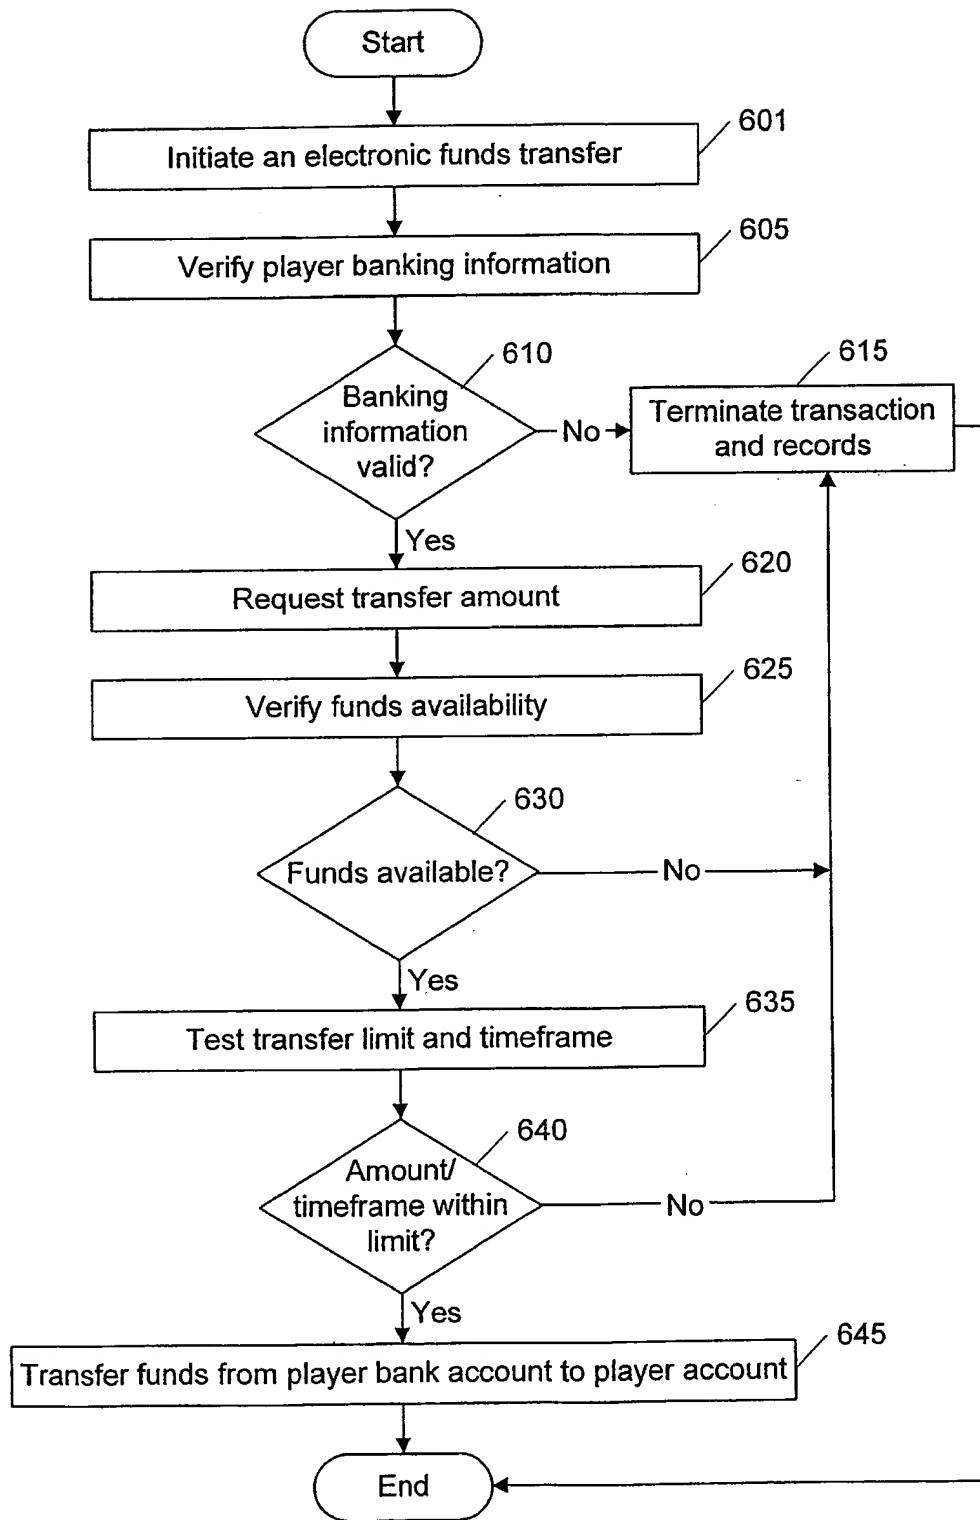 Start
601
Initiate an electronic funds transfer
605
Verify player banking information
610
Banking
information
valid?
No
615
Terminate transaction
and records
Yes
620
Request transfer amount
625
Verify funds availability
630
Funds available?
No
Yes
635
Test transfer limit and timeframe
640
Amount/
timeframe within
limit?
No
Yes
645
Transfer funds from player bank account to player account
End